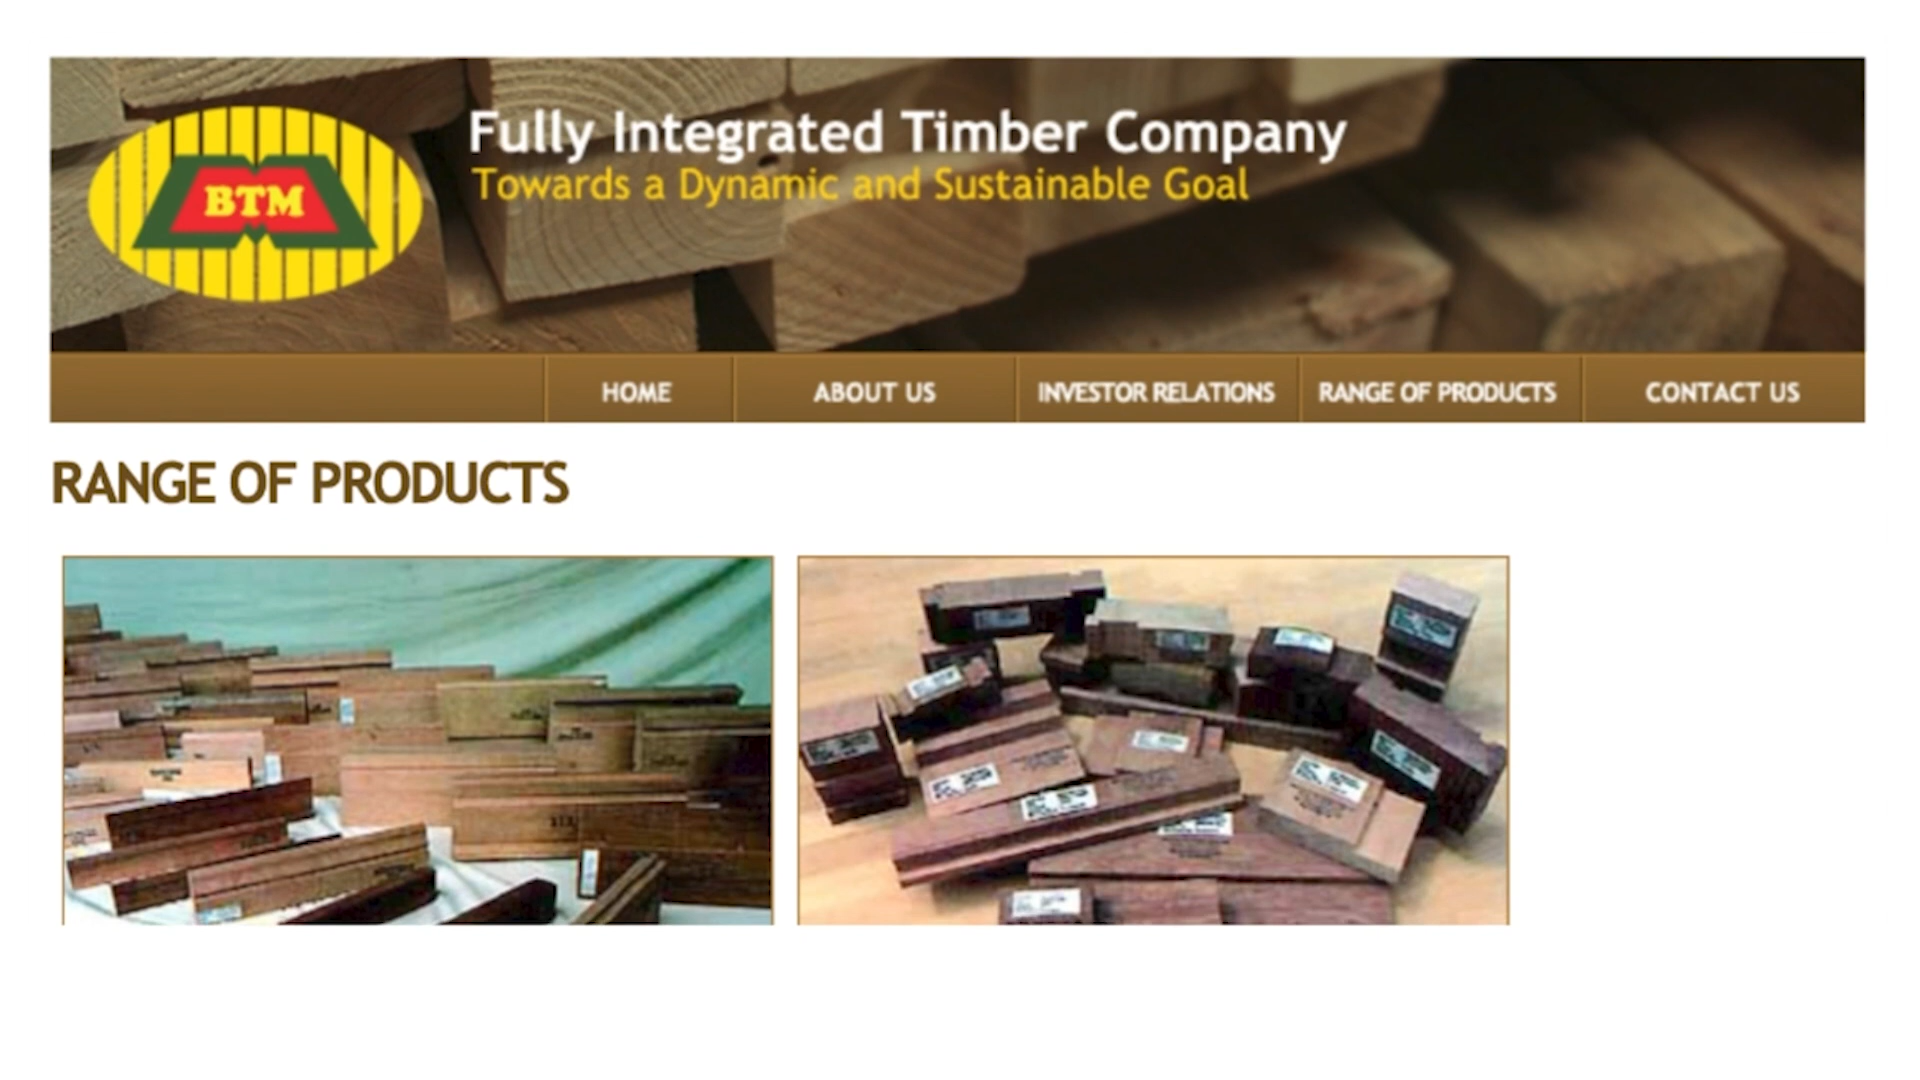 BTM
Fully Integrated Timber Company
Towards a Dynamic and Sustainable Goal
HOME
ABOUT US
INVESTOR RELATIONS
RANGE OF PRODUCTS
CONTACT US
RANGE OF PRODUCTS